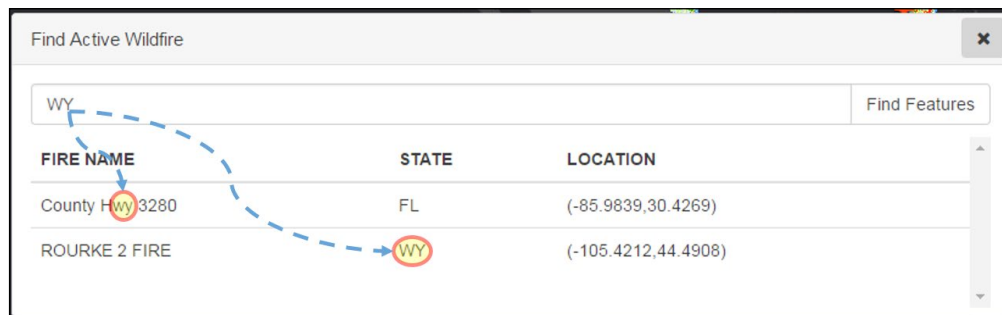 Find Active Wildfire
WY
Find Features
FIRE NAME STATE LOCATION
County Hwy 3280 FL (-85.9839,30.4269)
ROURKE 2 FIRE WY (-105.4212,44.4908)